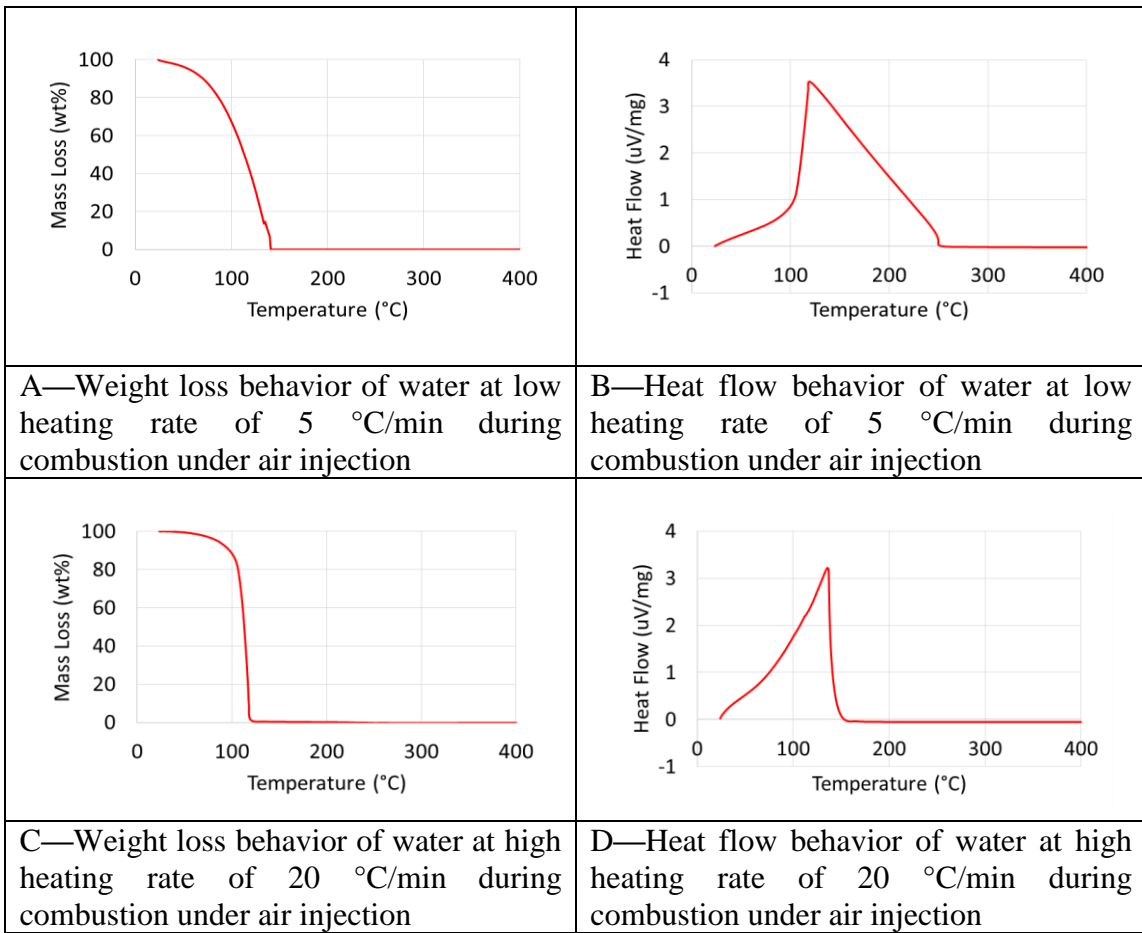 100
80
60
40
20
0
0 100 200 300 400
Mass Loss (wt%)
Temperature (°C)
4
3
2
1
0
-1
0 100 200 300 400
Heat Flow (uV/mg)
Temperature (°C)
A—Weight loss behavior of water at low
heating rate of 5 °C/min during
combustion under air injection
B—Heat flow behavior of water at low
heating rate of 5 °C/min during
combustion under air injection
100
80
60
40
20
0
0 100 200 300 400
Mass Loss (wt%)
Temperature (°C)
4
3
2
1
0
-1
0 100 200 300 400
Heat Flow (uV/mg)
Temperature (°C)
C—Weight loss behavior of water at high
heating rate of 20 °C/min during
combustion under air injection
D—Heat flow behavior of water at high
heating rate of 20 °C/min during
combustion under air injection